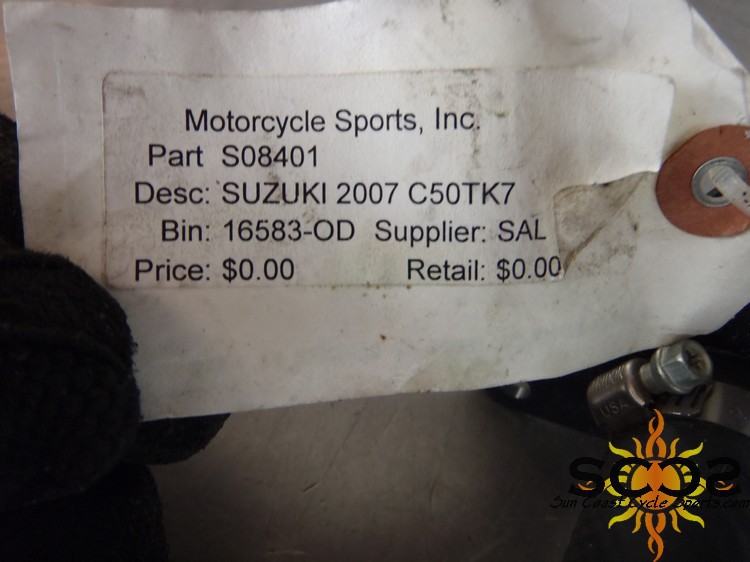 Motorcycle Sports, Inc.
Part S08401
Desc: SUZUKI 2007 C50TK7
Bin: 16583-OD Supplier: SAL
Price: $0.00 Retail: $0.00
USA
SCCS
Sun Coast Cycle Sports.com